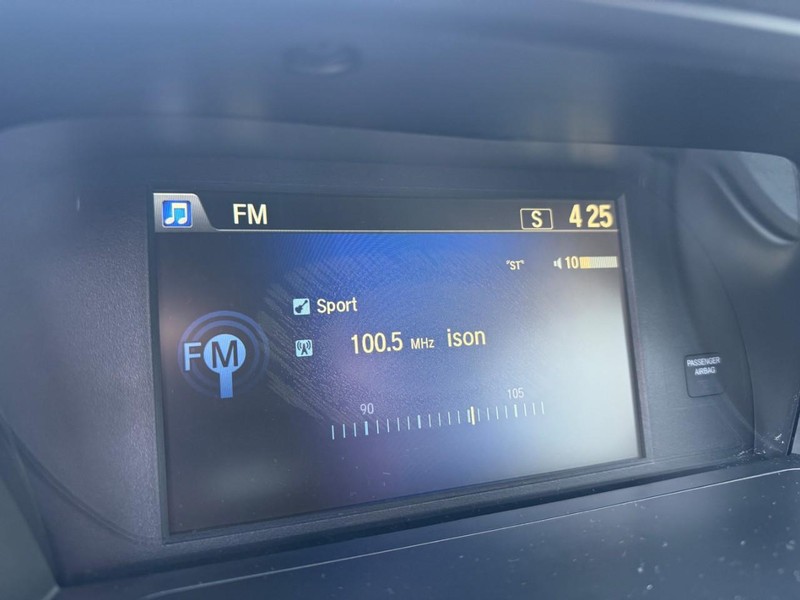 FM S 4 25
"ST" 10
Sport
FM 100.5 MHz ison
90 105
PASSENGER
AIRBAG